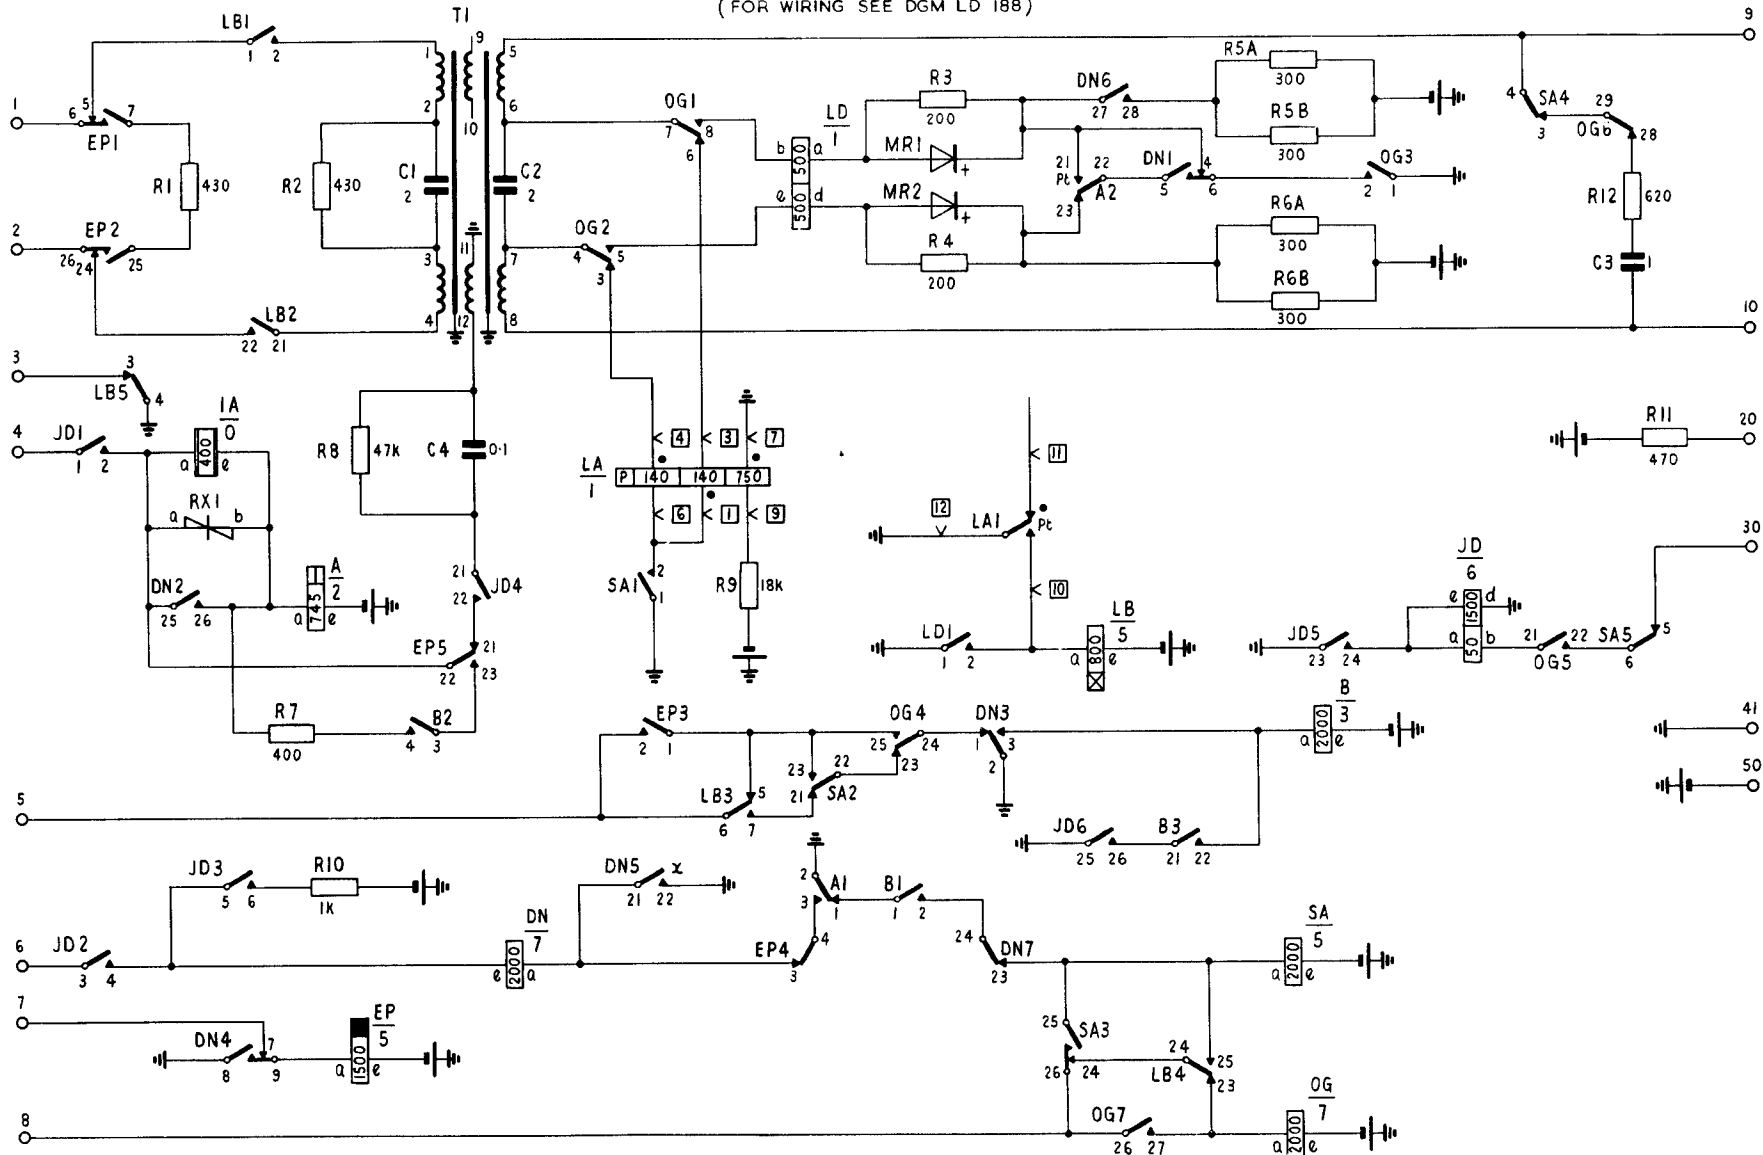 (FOR WIRING SEE DGM LD 188)
LB1
1 2
T1
1 9 5
2 10 6
3 11 7
4 12 8
9
1
6 5 7
EP1
R1 430
R2 430
C1 2
C2 2
2
EP2
26 24 25
LB2
22 21
OG1
7 8
6
OG2
4 5
3
LD
1
b 500 a
e 500 d
R3
200
MR1 +
MR2 +
R4
200
DN6
27 28
21 22
Pt
23 A2
DN1
5 4 6
R5A
300
R5B
300
OG3
2 1
R6A
300
R6B
300
4 SA4
3
29
OG6 28
R12 620
C3 1
10
3
3
LB5 4
4
JD1
1 2
1A
0
a 400 e
RX1
a b
DN2
25 26
A
2
a 745 e
R8 47k
C4 0·1
21
22 JD4
EP5 21
22 23
R7
400
B2
4 3
LA
1
4 3 7
P 140 140 750
6 1 9
SA1 2
1
R9 18k
11
12
LA1 Pt
10
LD1
1 2
LB
5
a 800 e
R11
470
20
30
JD
6
e 1500 d
a 50 b
JD5
23 24
21 22
OG5
SA5 5
6
41
50
5
EP3
2 1
LB3 5
6 7
23 22
21 SA2
OG4
25 24
23
DN3
1 3
2
B
3
a 2000 e
JD6
25 26
B3
21 22
JD3
5 6
R10
1k
6
JD2
3 4
DN
7
e 2000 a
DN5 x
21 22
2 A1
3 1
EP4 4
3
B1
1 2
24 DN7
23
SA
5
a 2000 e
7
DN4 7
8 9
EP
5
a 1500 e
25 SA3
26 24
24 25
LB4 23
8
OG7
26 27
OG
7
a 2000 e